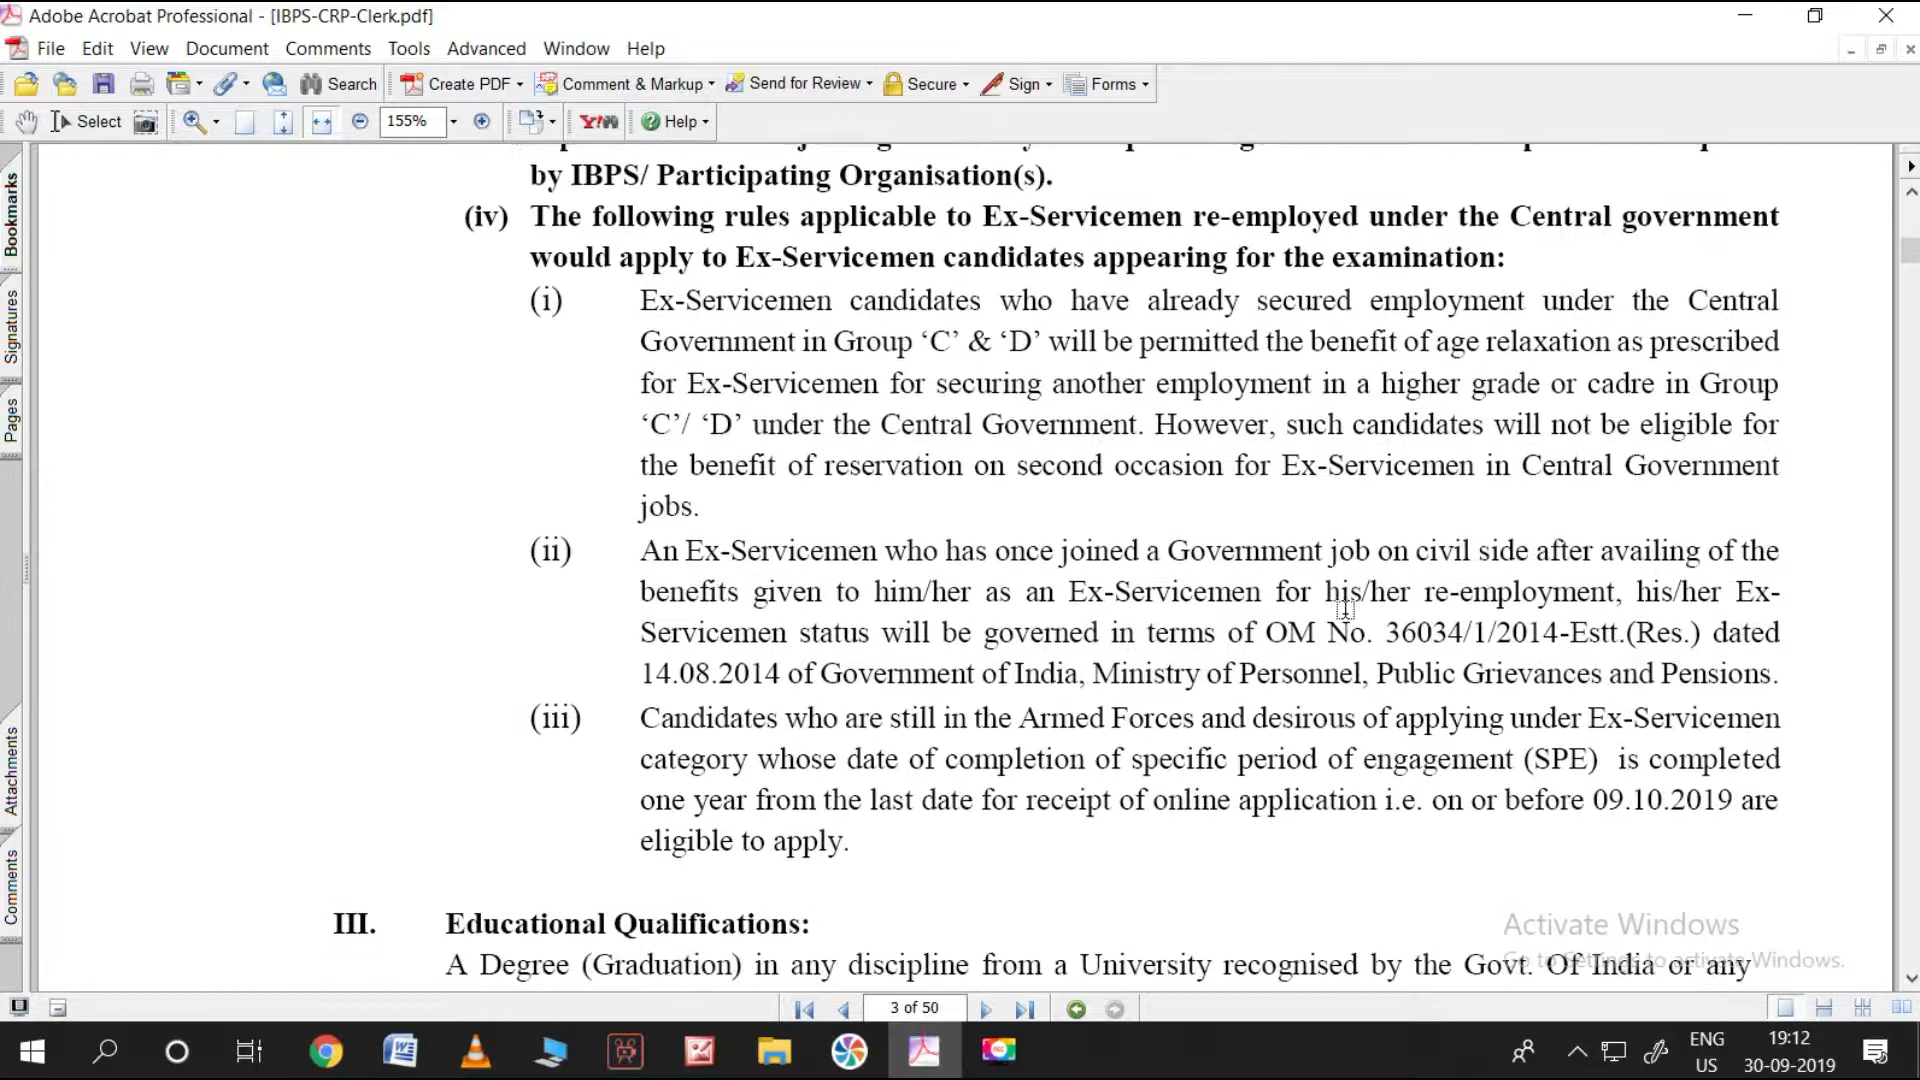 Adobe Acrobat Professional - [IBPS-CRP-Clerk.pdf]
File Edit View Document Comments Tools Advanced Window Help
Search Create PDF Comment & Markup Send for Review Secure Sign Forms
Select 155% Y! Help
Bookmarks
Signatures
Pages
Attachments
Comments
by IBPS/ Participating Organisation(s).
(iv) The following rules applicable to Ex-Servicemen re-employed under the Central government
would apply to Ex-Servicemen candidates appearing for the examination:
(i) Ex-Servicemen candidates who have already secured employment under the Central
Government in Group ‘C’ & ‘D’ will be permitted the benefit of age relaxation as prescribed
for Ex-Servicemen for securing another employment in a higher grade or cadre in Group
‘C’/ ‘D’ under the Central Government. However, such candidates will not be eligible for
the benefit of reservation on second occasion for Ex-Servicemen in Central Government
jobs.
(ii) An Ex-Servicemen who has once joined a Government job on civil side after availing of the
benefits given to him/her as an Ex-Servicemen for his/her re-employment, his/her Ex-
Servicemen status will be governed in terms of OM No. 36034/1/2014-Estt.(Res.) dated
14.08.2014 of Government of India, Ministry of Personnel, Public Grievances and Pensions.
(iii) Candidates who are still in the Armed Forces and desirous of applying under Ex-Servicemen
category whose date of completion of specific period of engagement (SPE) is completed
one year from the last date for receipt of online application i.e. on or before 09.10.2019 are
eligible to apply.
III. Educational Qualifications:
A Degree (Graduation) in any discipline from a University recognised by the Govt. Of India or any
Activate Windows
Go to Settings to activate Windows.
3 of 50
ENG
US
19:12
30-09-2019